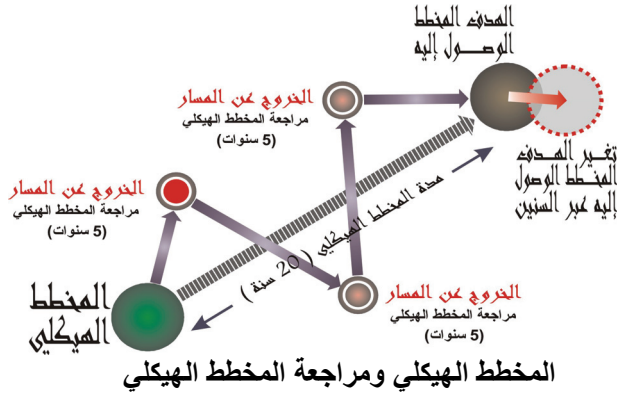 الهدف المخطط
الوصول إليه
الخروج عن المسار
مراجعة المخطط الهيكلي
(5 سنوات)
تغير الهدف
المخطط الوصول
إليه عبر السنين
الخروج عن المسار
مراجعة المخطط الهيكلي
(5 سنوات)
مدة المخطط الهيكلي ( 20 سنة )
المخطط
الهيكلي
الخروج عن المسار
مراجعة المخطط الهيكلي
(5 سنوات)
المخطط الهيكلي ومراجعة المخطط الهيكلي